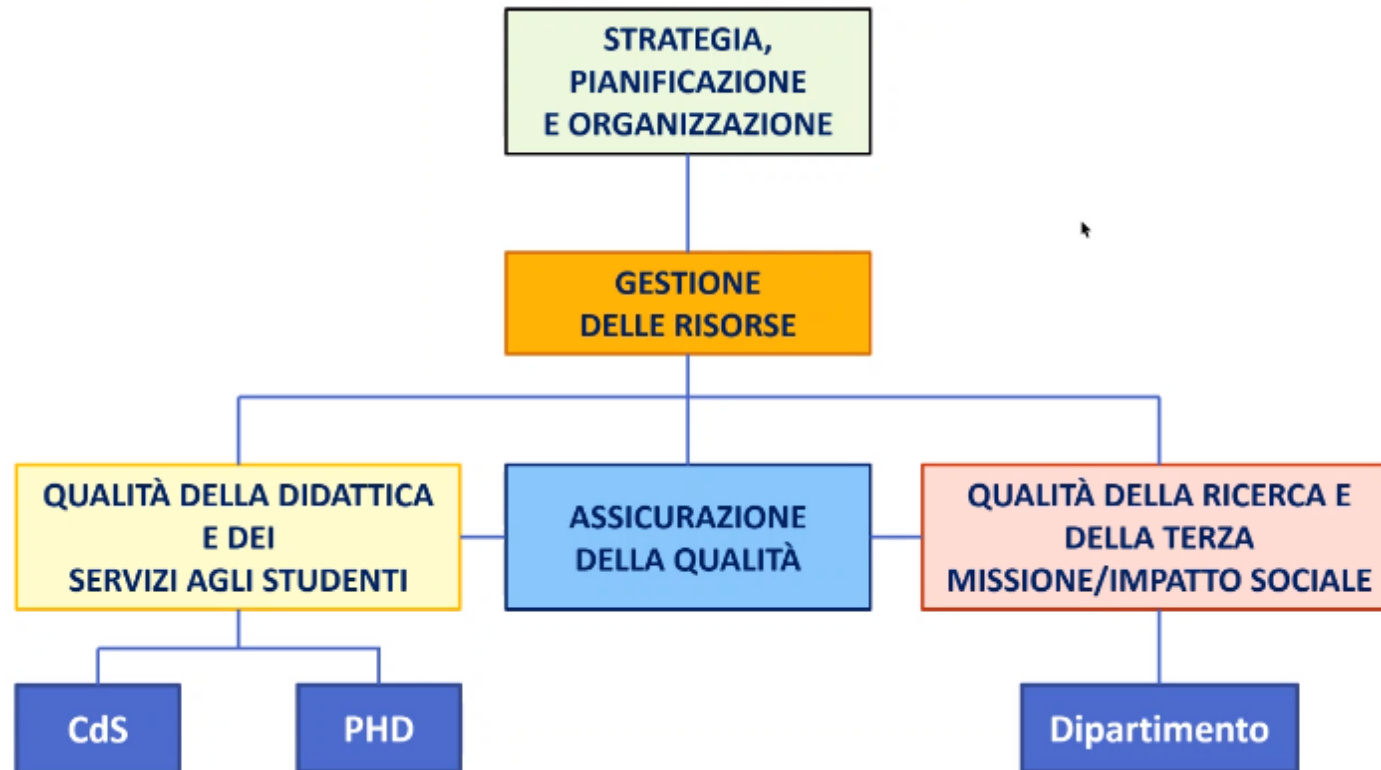 STRATEGIA,
PIANIFICAZIONE
E ORGANIZZAZIONE
GESTIONE
DELLE RISORSE
QUALITÀ DELLA DIDATTICA
E DEI
SERVIZI AGLI STUDENTI
ASSICURAZIONE
DELLA QUALITÀ
QUALITÀ DELLA RICERCA E
DELLA TERZA
MISSIONE/IMPATTO SOCIALE
CdS
PHD
Dipartimento